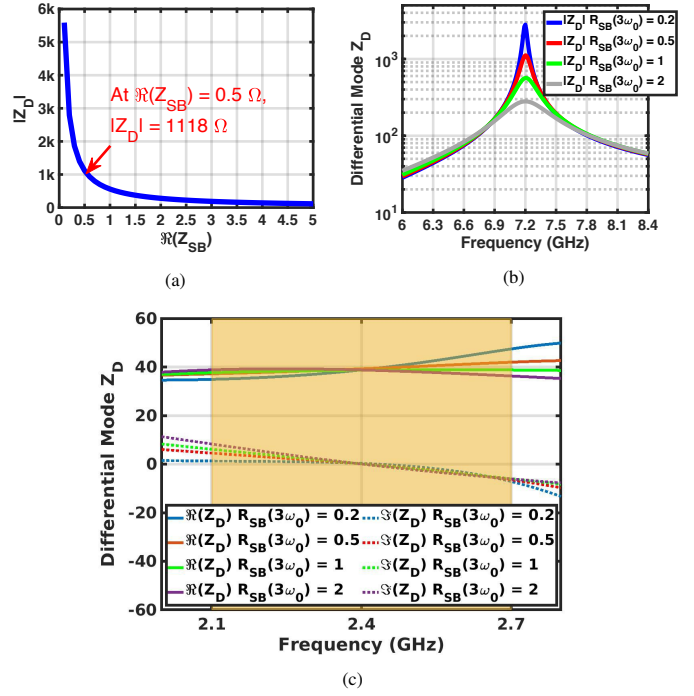 6k
5k
4k
3k
2k
1k
0
|Z_D|
At ℜ(Z_SB) = 0.5 Ω,
|Z_D| = 1118 Ω
0 0.5 1 1.5 2 2.5 3 3.5 4 4.5 5
ℜ(Z_SB)
(a)
Differential Mode Z_D
10^3
10^2
10^1
|Z_D| R_SB(3ω_0) = 0.2
|Z_D| R_SB(3ω_0) = 0.5
|Z_D| R_SB(3ω_0) = 1
|Z_D| R_SB(3ω_0) = 2
6 6.3 6.6 6.9 7.2 7.5 7.8 8.1 8.4
Frequency (GHz)
(b)
Differential Mode Z_D
60
40
20
0
-20
-40
-60
ℜ(Z_D) R_SB(3ω_0) = 0.2 ℑ(Z_D) R_SB(3ω_0) = 0.2
ℜ(Z_D) R_SB(3ω_0) = 0.5 ℑ(Z_D) R_SB(3ω_0) = 0.5
ℜ(Z_D) R_SB(3ω_0) = 1 ℑ(Z_D) R_SB(3ω_0) = 1
ℜ(Z_D) R_SB(3ω_0) = 2 ℑ(Z_D) R_SB(3ω_0) = 2
2.1 2.4 2.7
Frequency (GHz)
(c)